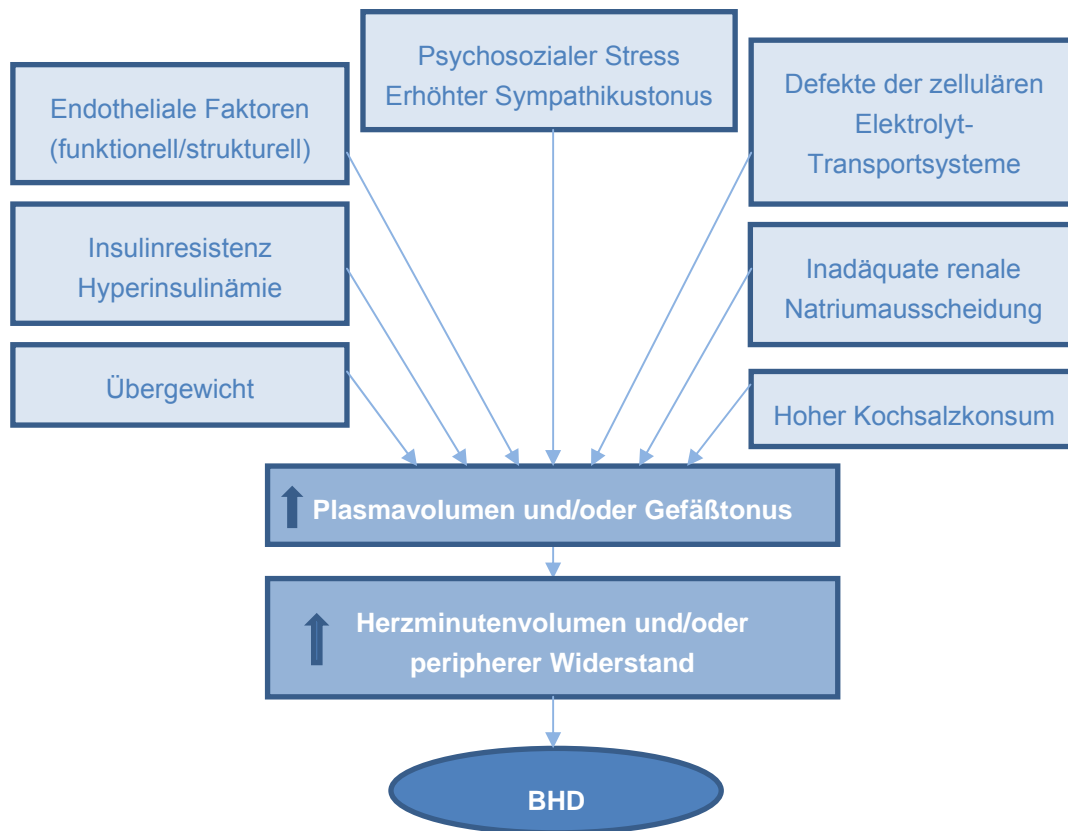 Psychosozialer Stress
Erhöhter Sympathikustonus
Endotheliale Faktoren
(funktionell/strukturell)
Defekte der zellulären
Elektrolyt-
Transportsysteme
Insulinresistenz
Hyperinsulinämie
Inadäquate renale
Natriumausscheidung
Übergewicht
Hoher Kochsalzkonsum
Plasmavolumen und/oder Gefäßtonus
Herzminutenvolumen und/oder
peripherer Widerstand
BHD